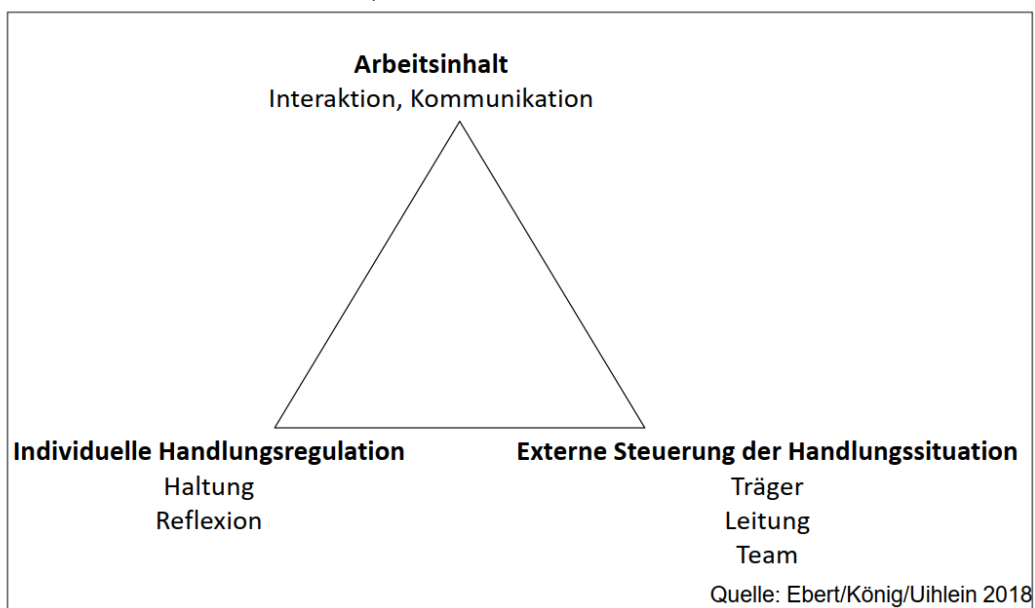 Arbeitsinhalt
Interaktion, Kommunikation
Individuelle Handlungsregulation
Haltung
Reflexion
Externe Steuerung der Handlungssituation
Träger
Leitung
Team
Quelle: Ebert/König/Uihlein 2018